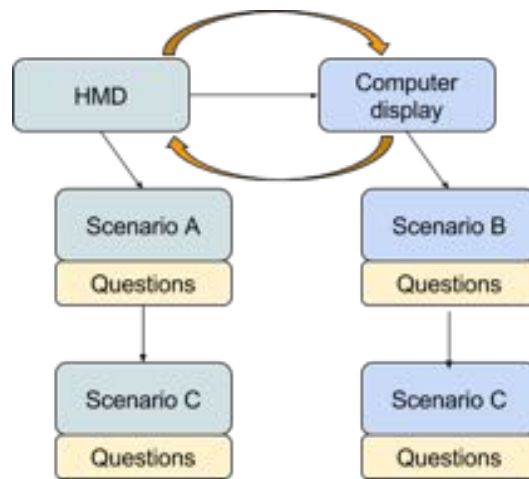 HMD
Computer
display
Scenario A
Questions
Scenario B
Questions
Scenario C
Questions
Scenario C
Questions